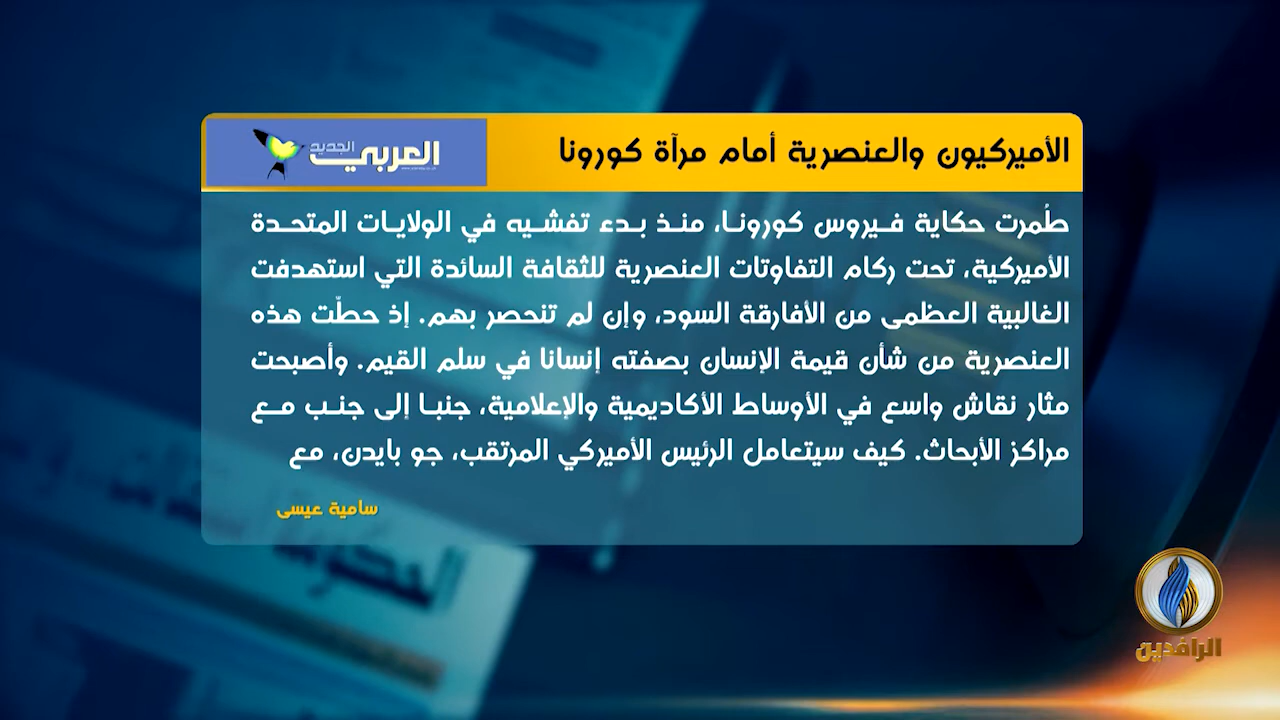 الأميركيون والعنصرية أمام مرآة كورونا
العربي الجديد
طُمرت حكاية فيروس كورونا، منذ بدء تفشيه في الولايات المتحدة
الأميركية، تحت ركام التفاوتات العنصرية للثقافة السائدة التي استهدفت
الغالبية العظمى من الأفارقة السود، وإن لم تنحصر بهم. إذ حطّت هذه
العنصرية من شأن قيمة الإنسان بصفته إنسانا في سلم القيم. وأصبحت
مثار نقاش واسع في الأوساط الأكاديمية والإعلامية، جنبا إلى جنب مع
مراكز الأبحاث. كيف سيتعامل الرئيس الأميركي المرتقب، جو بايدن، مع
سامية عيسى
الرافدين